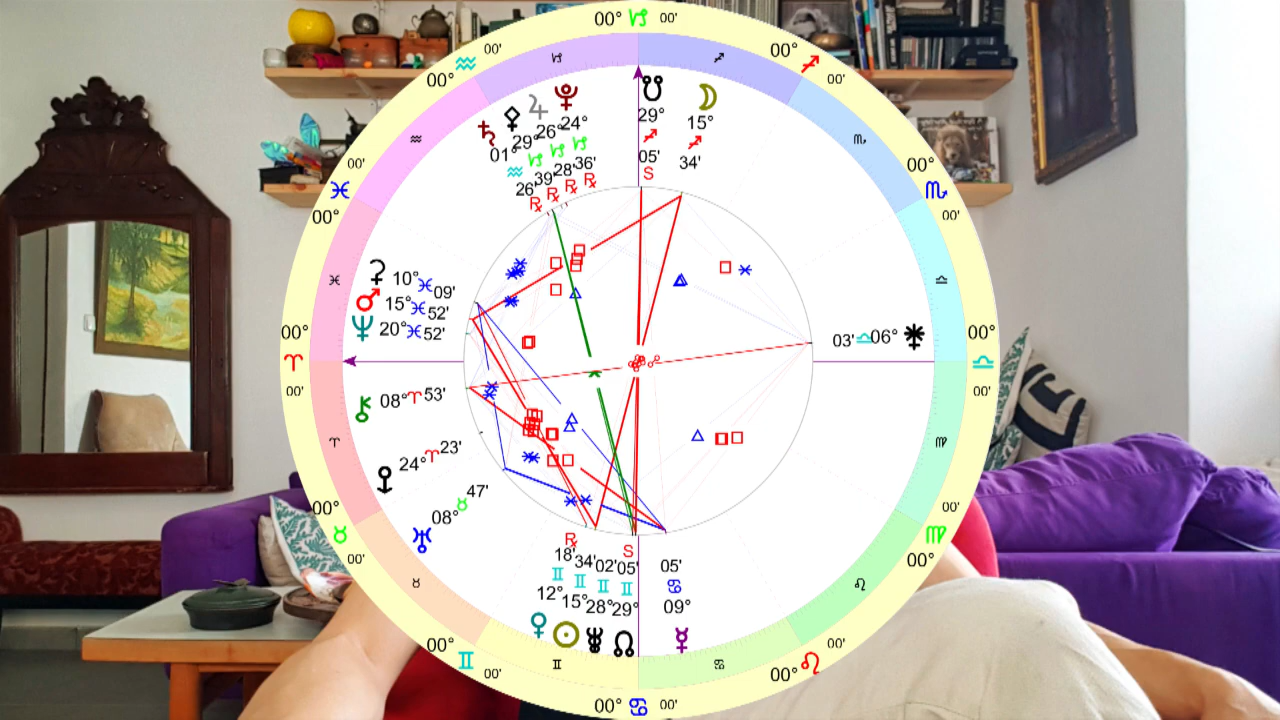 00° ♑ 00'
00° ♐ 00'
00° ♒ 00'
♑ ♐
♄ ⚴ ♃ ♇
01° 29° 26° 24°
♒ ♑ ♑ ♑
26' 39' 28' 36'
℞ ℞ ℞ ℞
☋ 29° ♐ 05' S
☽ 15° ♐ 34'
♒ ♏
00° ♓ 00'
00° ♏ 00'
♓ ♎
⚳ 10° ♓ 09'
♂ 15° ♓ 52'
♆ 20° ♓ 52'
03' ♎ 06° ⚵
00° ♈ 00'
00° ♎ 00'
⚷ 08° ♈ 53'
24° ♈ 23'
♅ 08° ♉ 47'
♈ ♍
00° ♉ 00'
00° ♍ 00'
♉ ♌
℞ S
18' 34' 02' 05' 05'
♊ ♊ ♊ ♊ ♋
12° 15° 28° 29° 09°
♀ ☉ ☊ ☿
♊ ♋
00° ♊ 00'
00° ♌ 00'
00° ♋ 00'